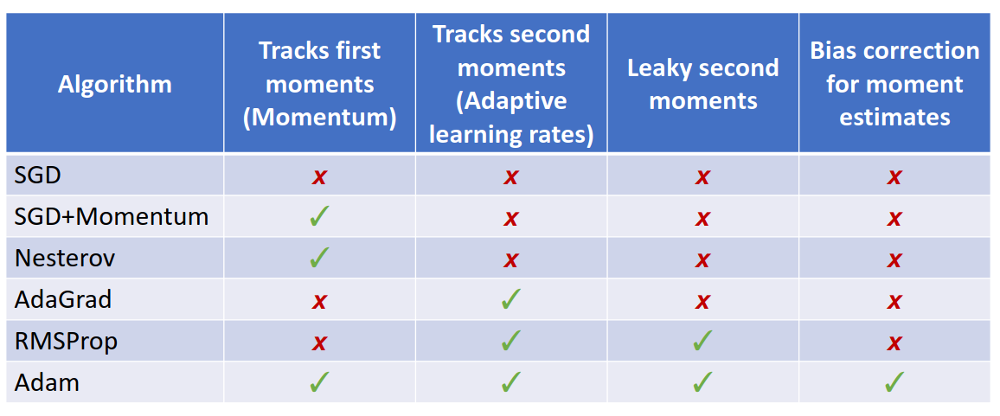 Algorithm
Tracks first
moments
(Momentum)
Tracks second
moments
(Adaptive
learning rates)
Leaky second
moments
Bias correction
for moment
estimates
SGD x x x x
SGD+Momentum ✓ x x x
Nesterov ✓ x x x
AdaGrad x ✓ x x
RMSProp x ✓ ✓ x
Adam ✓ ✓ ✓ ✓